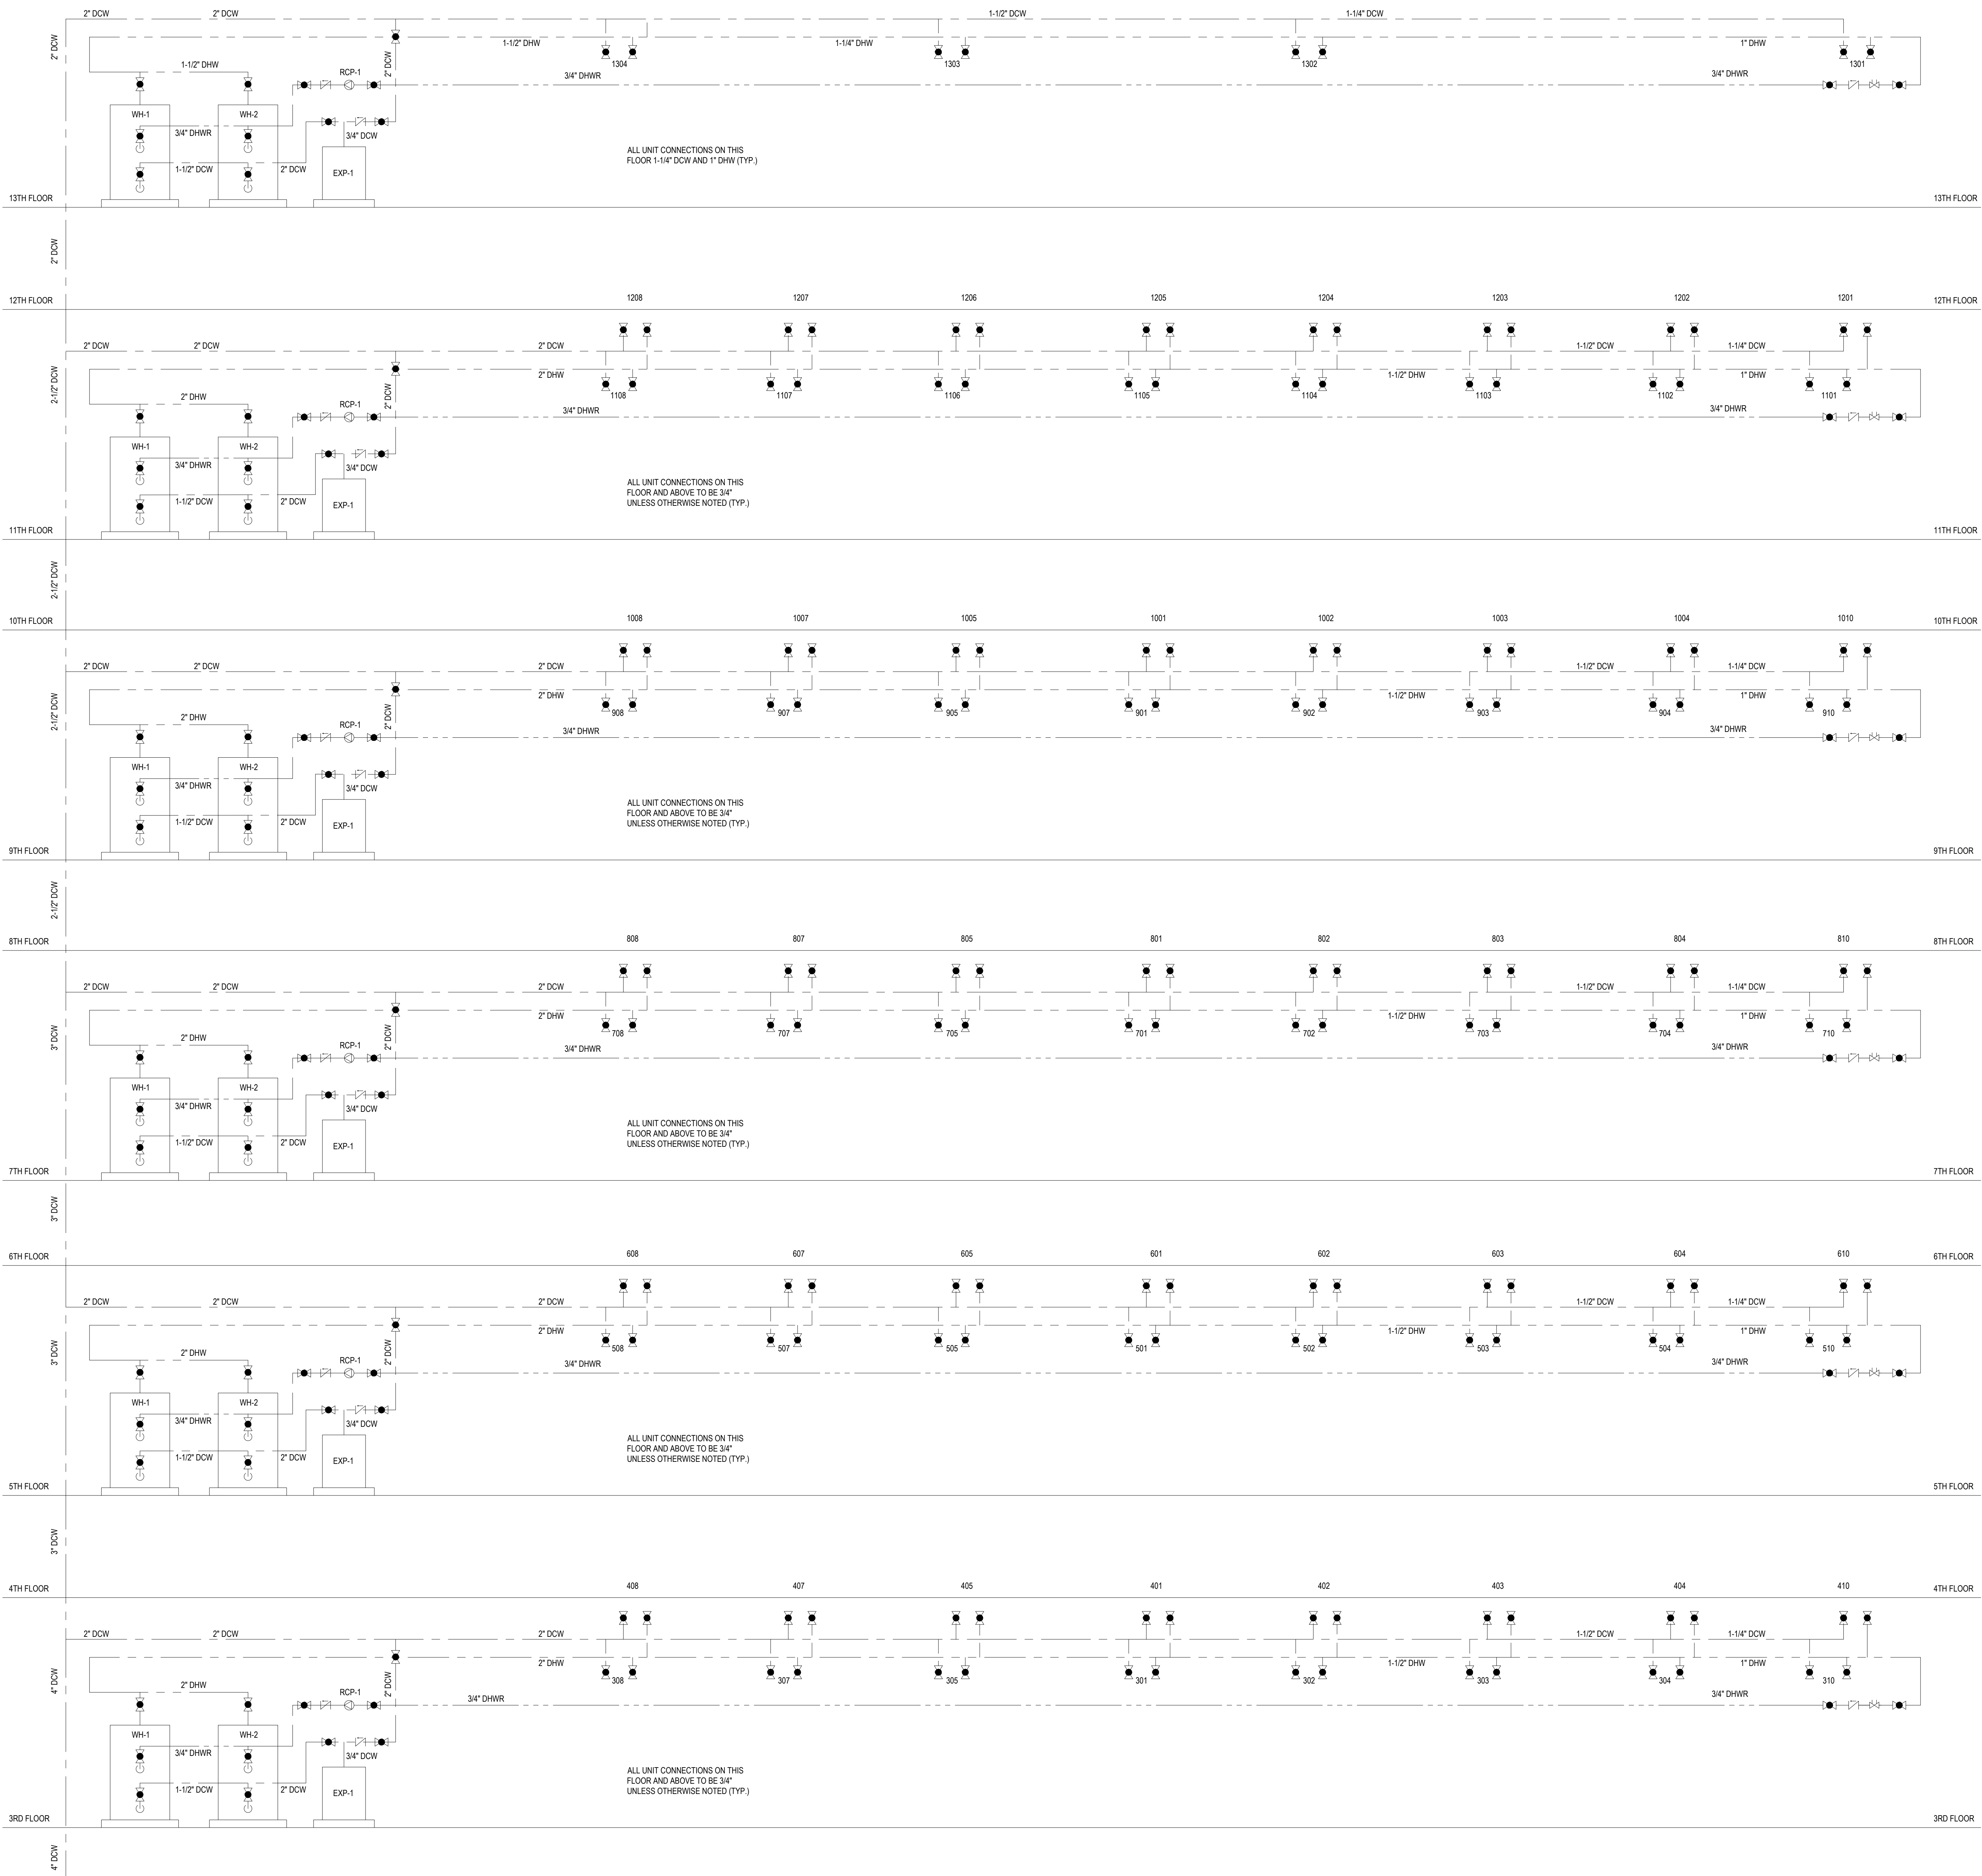 2" DCW
2" DCW
1-1/2" DCW
1-1/4" DCW
2" DCW
1-1/2" DHW
1-1/4" DHW
1" DHW
1304
1303
1302
1301
1-1/2" DHW
RCP-1
2" DCW
3/4" DHWR
3/4" DHWR
WH-1
WH-2
3/4" DHWR
3/4" DCW
ALL UNIT CONNECTIONS ON THIS
FLOOR 1-1/4" DCW AND 1" DHW (TYP.)
1-1/2" DCW
2" DCW
EXP-1
13TH FLOOR
13TH FLOOR
2" DCW
12TH FLOOR
1208
1207
1206
1205
1204
1203
1202
1201
12TH FLOOR
2" DCW
2" DCW
2" DCW
1-1/2" DCW
1-1/4" DCW
2-1/2" DCW
2" DHW
1-1/2" DHW
1" DHW
1108
1107
1106
1105
1104
1103
1102
1101
2" DHW
RCP-1
2" DCW
3/4" DHWR
3/4" DHWR
WH-1
WH-2
3/4" DHWR
3/4" DCW
ALL UNIT CONNECTIONS ON THIS
FLOOR AND ABOVE TO BE 3/4"
UNLESS OTHERWISE NOTED (TYP.)
1-1/2" DCW
2" DCW
EXP-1
11TH FLOOR
11TH FLOOR
2-1/2" DCW
10TH FLOOR
1008
1007
1005
1001
1002
1003
1004
1010
10TH FLOOR
2" DCW
2" DCW
2" DCW
1-1/2" DCW
1-1/4" DCW
2-1/2" DCW
2" DHW
1-1/2" DHW
1" DHW
908
907
905
901
902
903
904
910
2" DHW
RCP-1
2" DCW
3/4" DHWR
3/4" DHWR
WH-1
WH-2
3/4" DHWR
3/4" DCW
ALL UNIT CONNECTIONS ON THIS
FLOOR AND ABOVE TO BE 3/4"
UNLESS OTHERWISE NOTED (TYP.)
1-1/2" DCW
2" DCW
EXP-1
9TH FLOOR
9TH FLOOR
2-1/2" DCW
8TH FLOOR
808
807
805
801
802
803
804
810
8TH FLOOR
2" DCW
2" DCW
2" DCW
1-1/2" DCW
1-1/4" DCW
3" DCW
2" DHW
1-1/2" DHW
1" DHW
708
707
705
701
702
703
704
710
2" DHW
RCP-1
2" DCW
3/4" DHWR
3/4" DHWR
WH-1
WH-2
3/4" DHWR
3/4" DCW
ALL UNIT CONNECTIONS ON THIS
FLOOR AND ABOVE TO BE 3/4"
UNLESS OTHERWISE NOTED (TYP.)
1-1/2" DCW
2" DCW
EXP-1
7TH FLOOR
7TH FLOOR
3" DCW
6TH FLOOR
608
607
605
601
602
603
604
610
6TH FLOOR
2" DCW
2" DCW
2" DCW
1-1/2" DCW
1-1/4" DCW
3" DCW
2" DHW
1-1/2" DHW
1" DHW
508
507
505
501
502
503
504
510
2" DHW
RCP-1
2" DCW
3/4" DHWR
3/4" DHWR
WH-1
WH-2
3/4" DHWR
3/4" DCW
ALL UNIT CONNECTIONS ON THIS
FLOOR AND ABOVE TO BE 3/4"
UNLESS OTHERWISE NOTED (TYP.)
1-1/2" DCW
2" DCW
EXP-1
5TH FLOOR
5TH FLOOR
3" DCW
4TH FLOOR
408
407
405
401
402
403
404
410
4TH FLOOR
2" DCW
2" DCW
2" DCW
1-1/2" DCW
1-1/4" DCW
4" DCW
2" DHW
1-1/2" DHW
1" DHW
308
307
305
301
302
303
304
310
2" DHW
RCP-1
2" DCW
3/4" DHWR
3/4" DHWR
WH-1
WH-2
3/4" DHWR
3/4" DCW
ALL UNIT CONNECTIONS ON THIS
FLOOR AND ABOVE TO BE 3/4"
UNLESS OTHERWISE NOTED (TYP.)
1-1/2" DCW
2" DCW
EXP-1
3RD FLOOR
3RD FLOOR
4" DCW